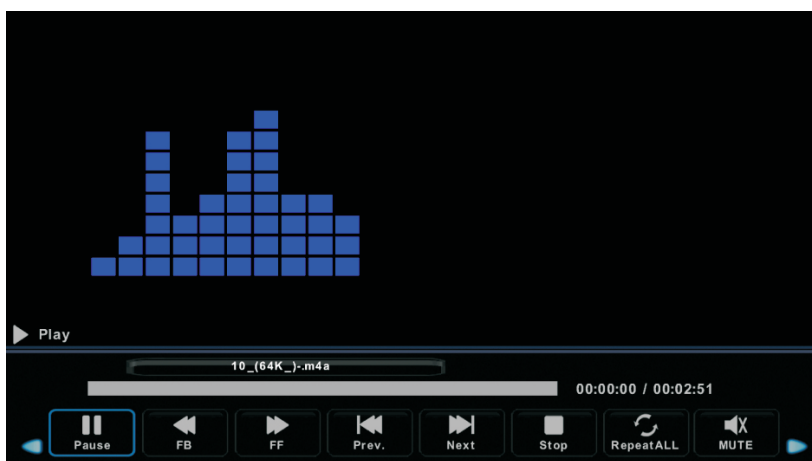 Play
10_(64K_)-.m4a
00:00:00 / 00:02:51
Pause FB FF Prev. Next Stop RepeatALL MUTE